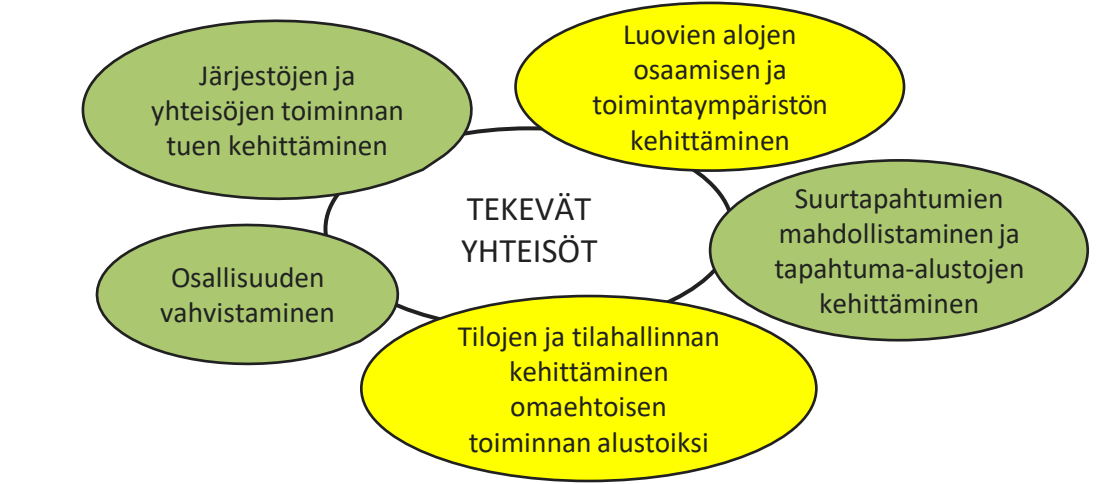 Järjestöjen ja
yhteisöjen toiminnan
tuen kehittäminen
Luovien alojen
osaamisen ja
toimintaympäristön
kehittäminen
TEKEVÄT
YHTEISÖT
Suurtapahtumien
mahdollistaminen ja
tapahtuma-alustojen
kehittäminen
Osallisuuden
vahvistaminen
Tilojen ja tilahallinnan
kehittäminen
omaehtoisen
toiminnan alustoiksi